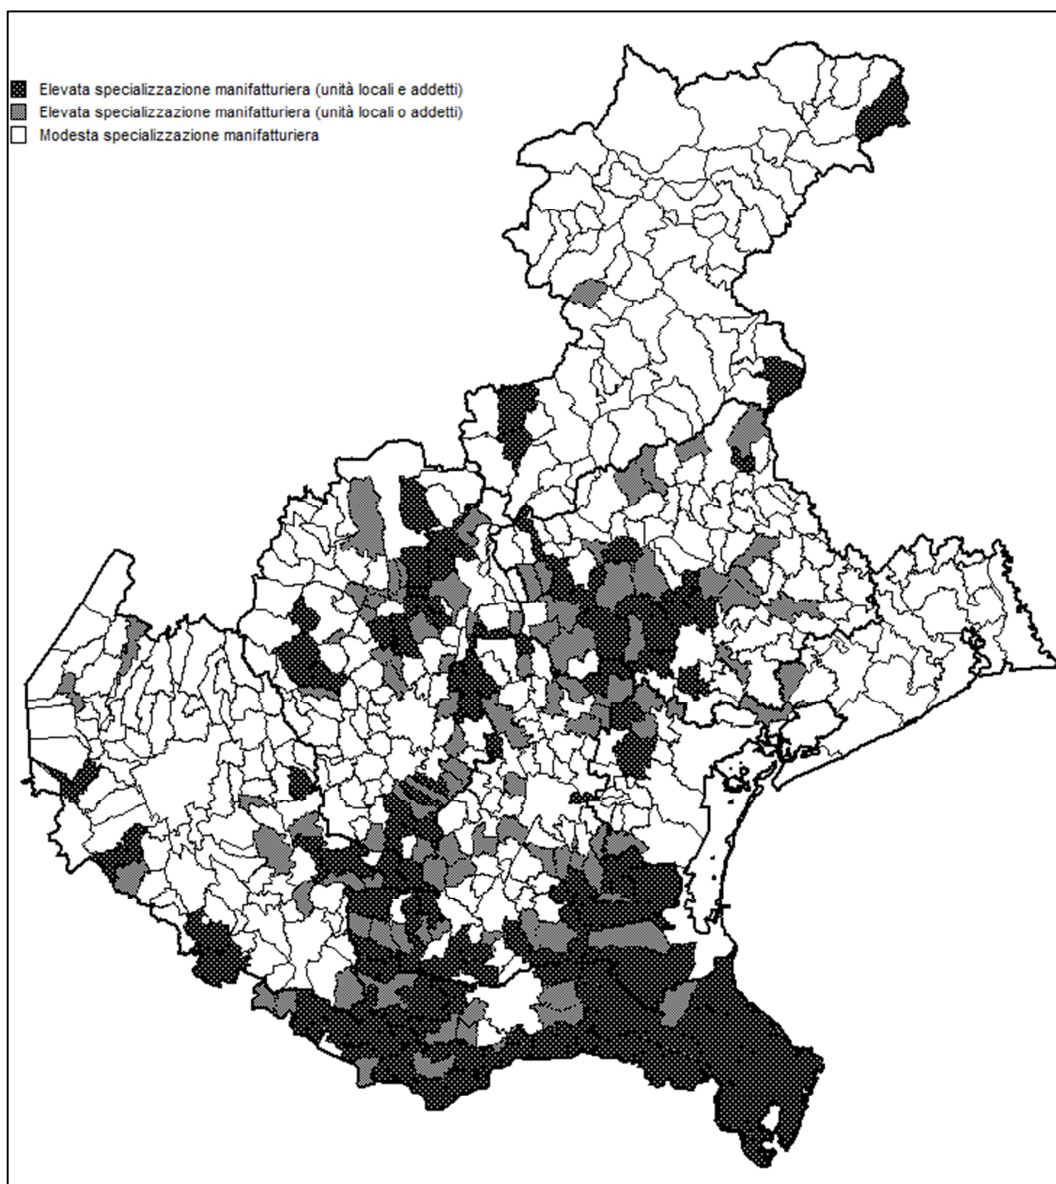 Elevata specializzazione manifatturiera (unità locali e addetti)
Elevata specializzazione manifatturiera (unità locali o addetti)
Modesta specializzazione manifatturiera